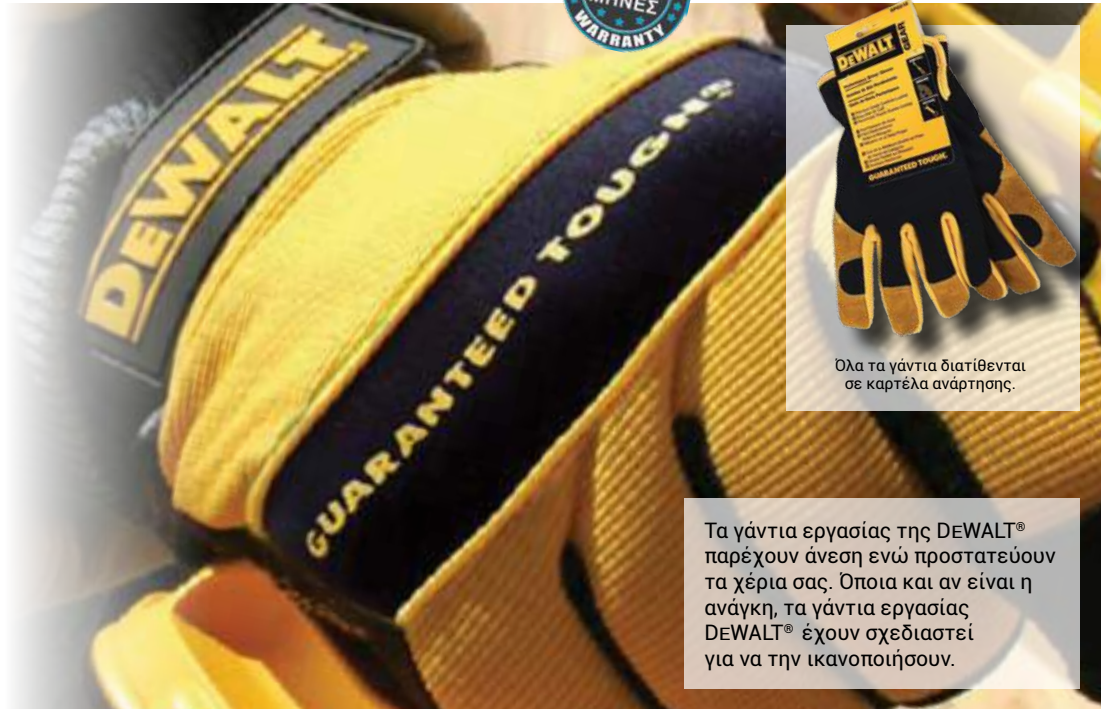 ΜΗΝΕΣ
WARRANTY
DEWALT
GUARANTEED TOUGH®
DEWALT
GEAR
GUARANTEED TOUGH.
Όλα τα γάντια διατίθενται
σε καρτέλα ανάρτησης.
Τα γάντια εργασίας της DEWALT®
παρέχουν άνεση ενώ προστατεύουν
τα χέρια σας. Όποια και αν είναι η
ανάγκη, τα γάντια εργασίας
DEWALT® έχουν σχεδιαστεί
για να την ικανοποιήσουν.